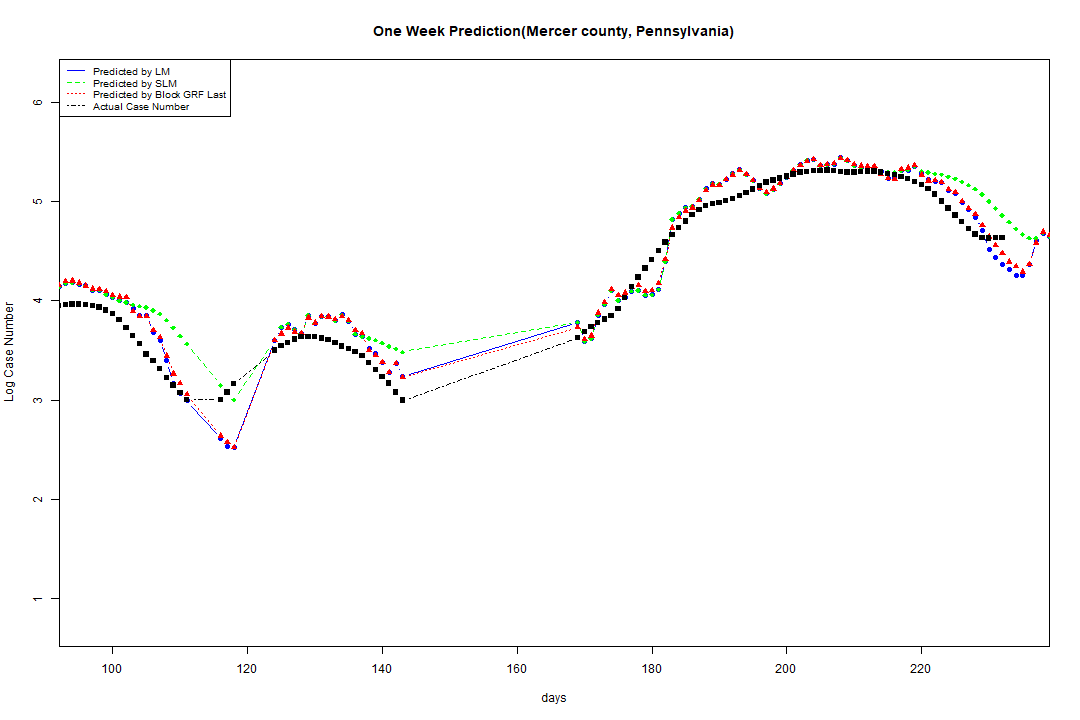 One Week Prediction(Mercer county, Pennsylvania)
Predicted by LM
Predicted by SLM
Predicted by Block GRF Last
Actual Case Number
6
5
4
3
2
1
Log Case Number
100 120 140 160 180 200 220
days